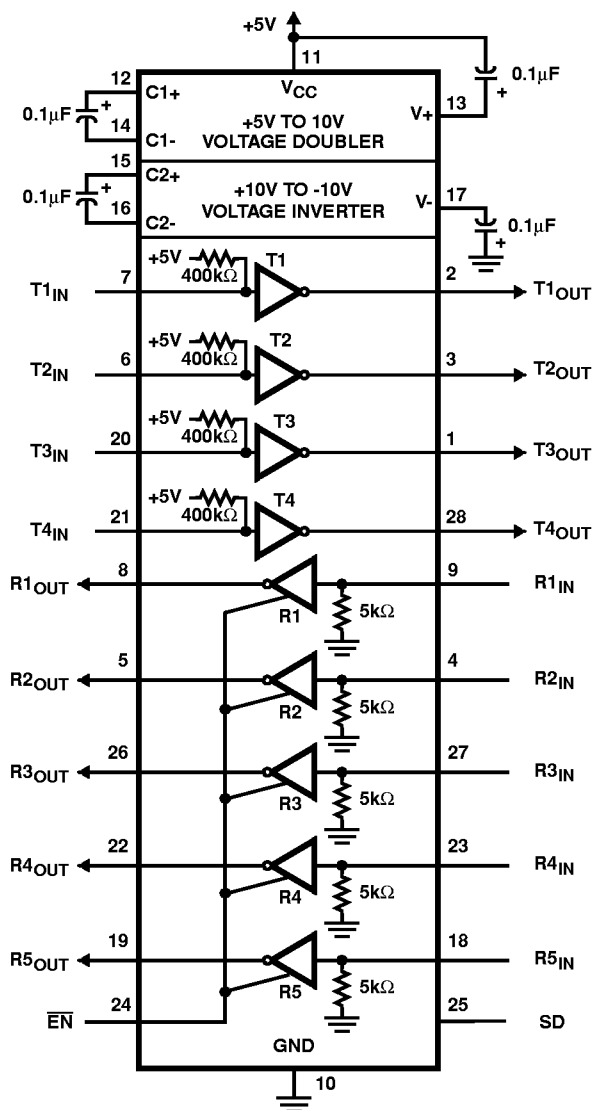 +5V
11
12
0.1μF
+
14
C1+
C1-
VCC
+5V TO 10V
VOLTAGE DOUBLER
V+
13
0.1μF
+
15
0.1μF
+
16
C2+
C2-
+10V TO -10V
VOLTAGE INVERTER
V-
17
0.1μF
+
T1IN 7 +5V 400kΩ T1 2 T1OUT
T2IN 6 +5V 400kΩ T2 3 T2OUT
T3IN 20 +5V 400kΩ T3 1 T3OUT
T4IN 21 +5V 400kΩ T4 28 T4OUT
R1OUT 8 R1 5kΩ 9 R1IN
R2OUT 5 R2 5kΩ 4 R2IN
R3OUT 26 R3 5kΩ 27 R3IN
R4OUT 22 R4 5kΩ 23 R4IN
R5OUT 19 R5 5kΩ 18 R5IN
EN 24 25 SD
GND
10